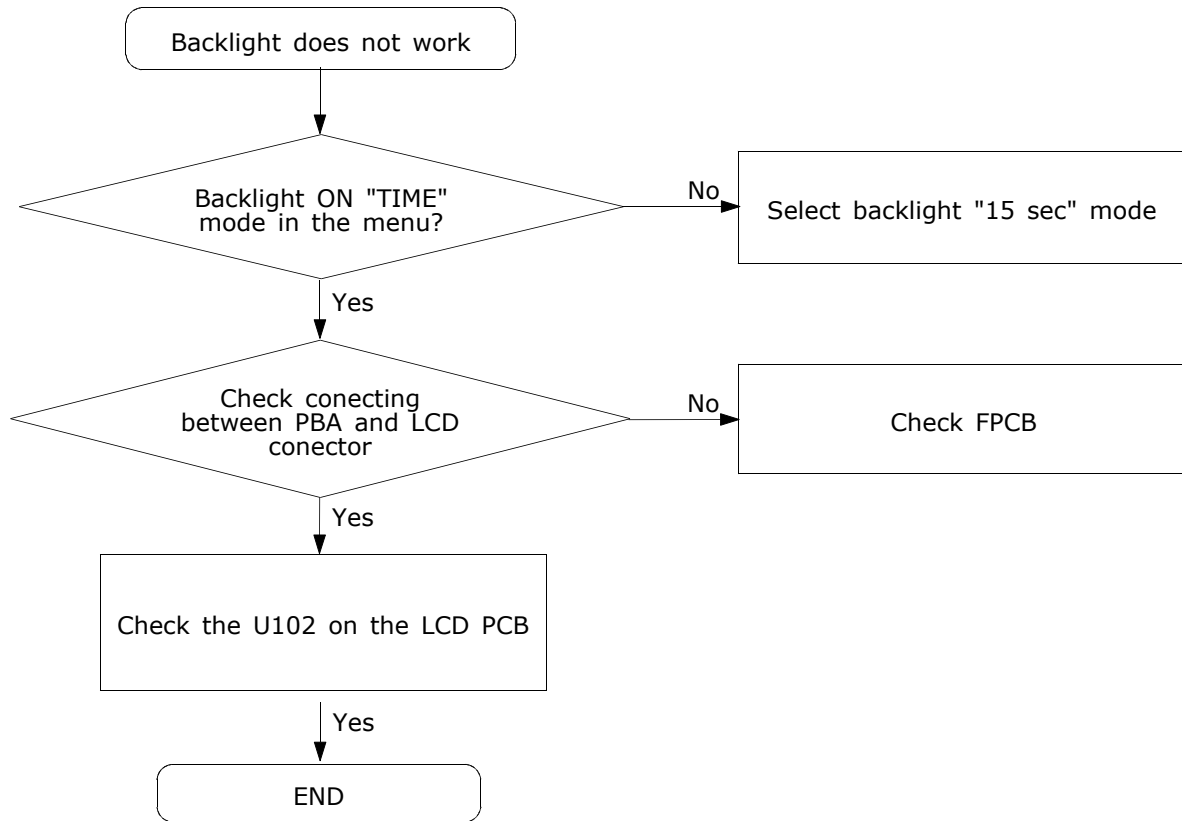 Backlight does not work
Backlight ON "TIME"
mode in the menu?
No
Select backlight "15 sec" mode
Yes
Check conecting
between PBA and LCD
conector
No
Check FPCB
Yes
Check the U102 on the LCD PCB
Yes
END